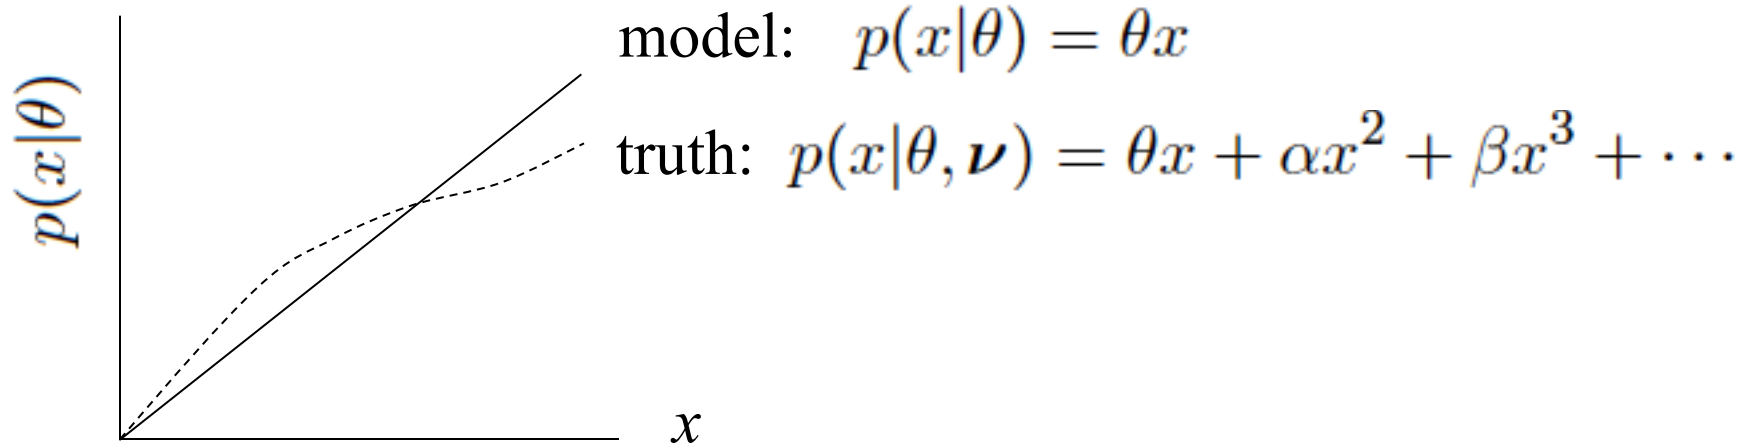 model: p(x|θ) = θx
truth: p(x|θ, ν) = θx + αx² + βx³ + ⋯
p(x|θ)
x